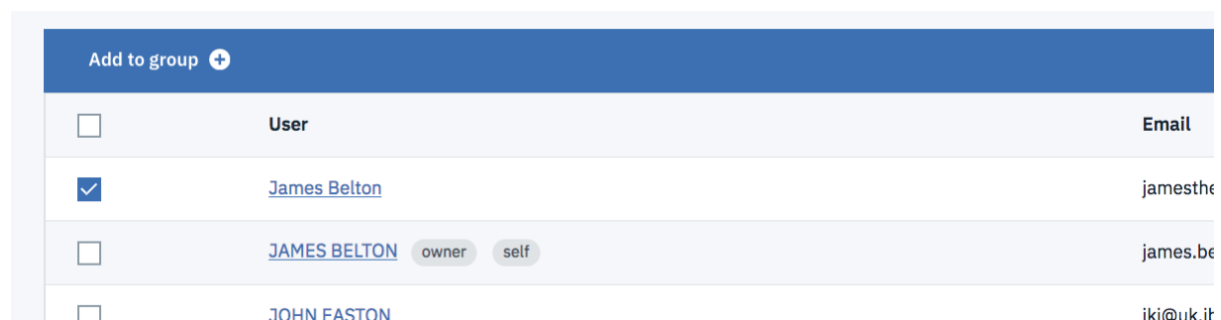 Add to group
User Email
James Belton jamesthe
JAMES BELTON owner self james.be
JOHN EASTON